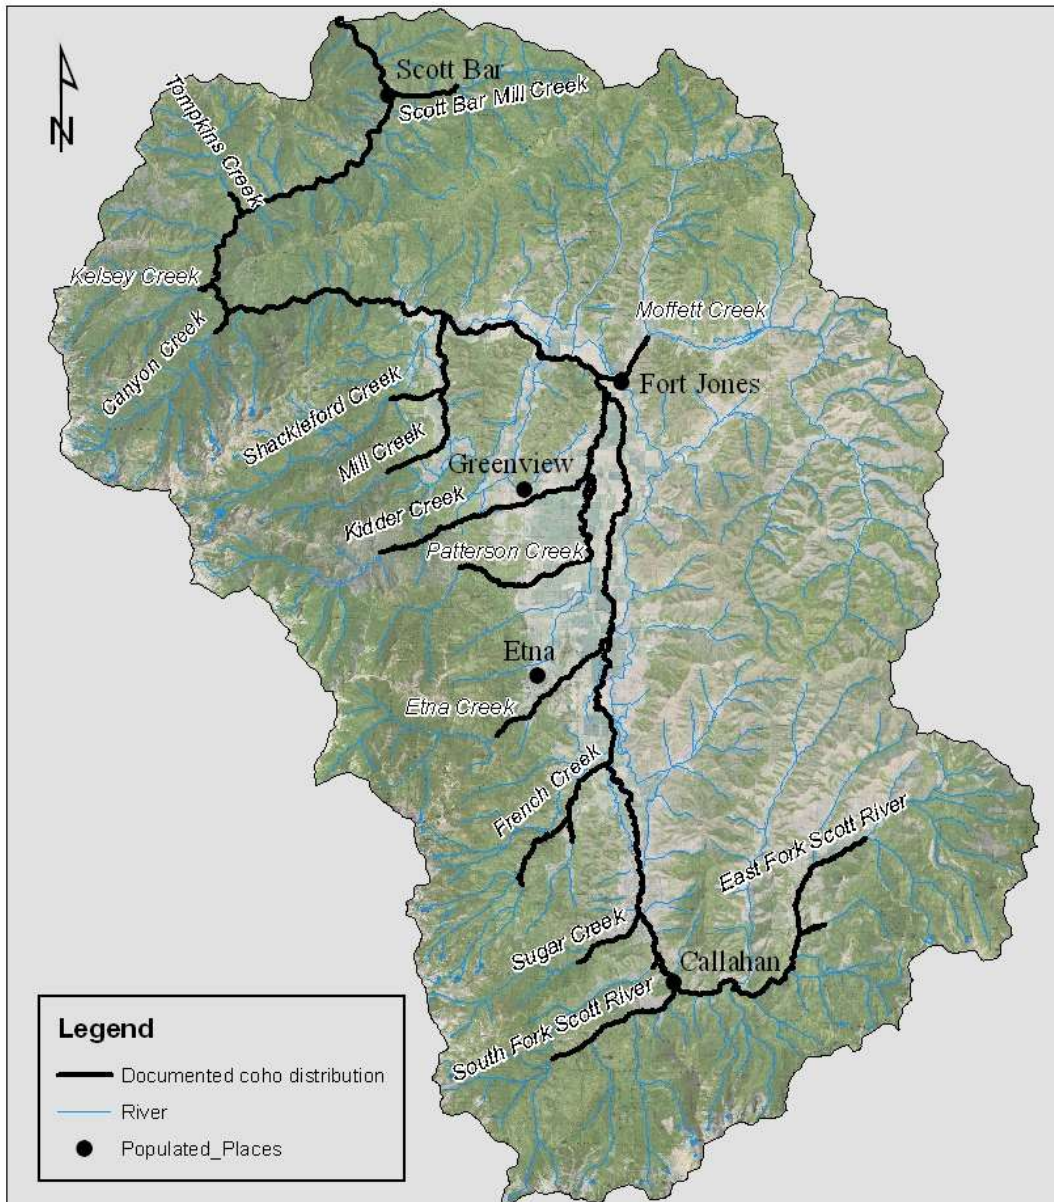 N
Scott Bar
Scott Bar Mill Creek
Tompkins Creek
Kelsey Creek
Canyon Creek
Moffett Creek
Fort Jones
Shackleford Creek
Mill Creek
Greenview
Kidder Creek
Patterson Creek
Etna
Etna Creek
French Creek
East Fork Scott River
Sugar Creek
Callahan
South Fork Scott River
Legend
Documented coho distribution
River
Populated_Places